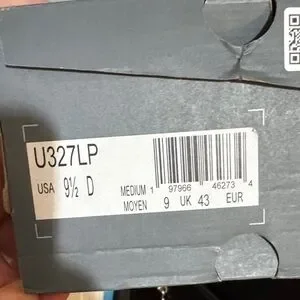 U327LP
USA 9½ D MEDIUM 1 97966 46273 4
MOYEN 9 UK 43 EUR